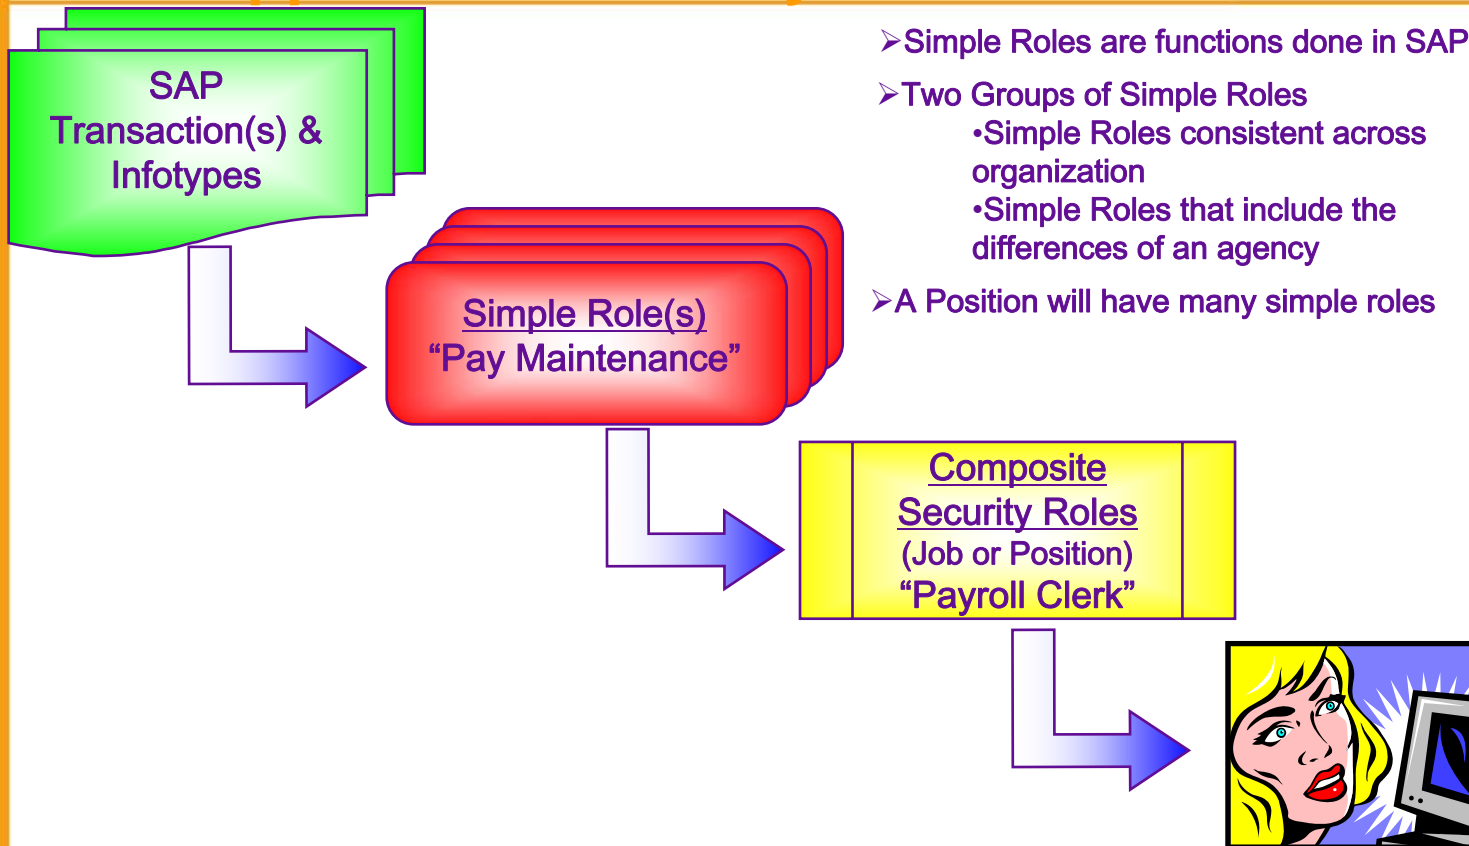 SAP
Transaction(s) &
Infotypes
➢Simple Roles are functions done in SAP
➢Two Groups of Simple Roles
•Simple Roles consistent across
organization
•Simple Roles that include the
differences of an agency
➢A Position will have many simple roles
Simple Role(s)
“Pay Maintenance”
Composite
Security Roles
(Job or Position)
“Payroll Clerk”